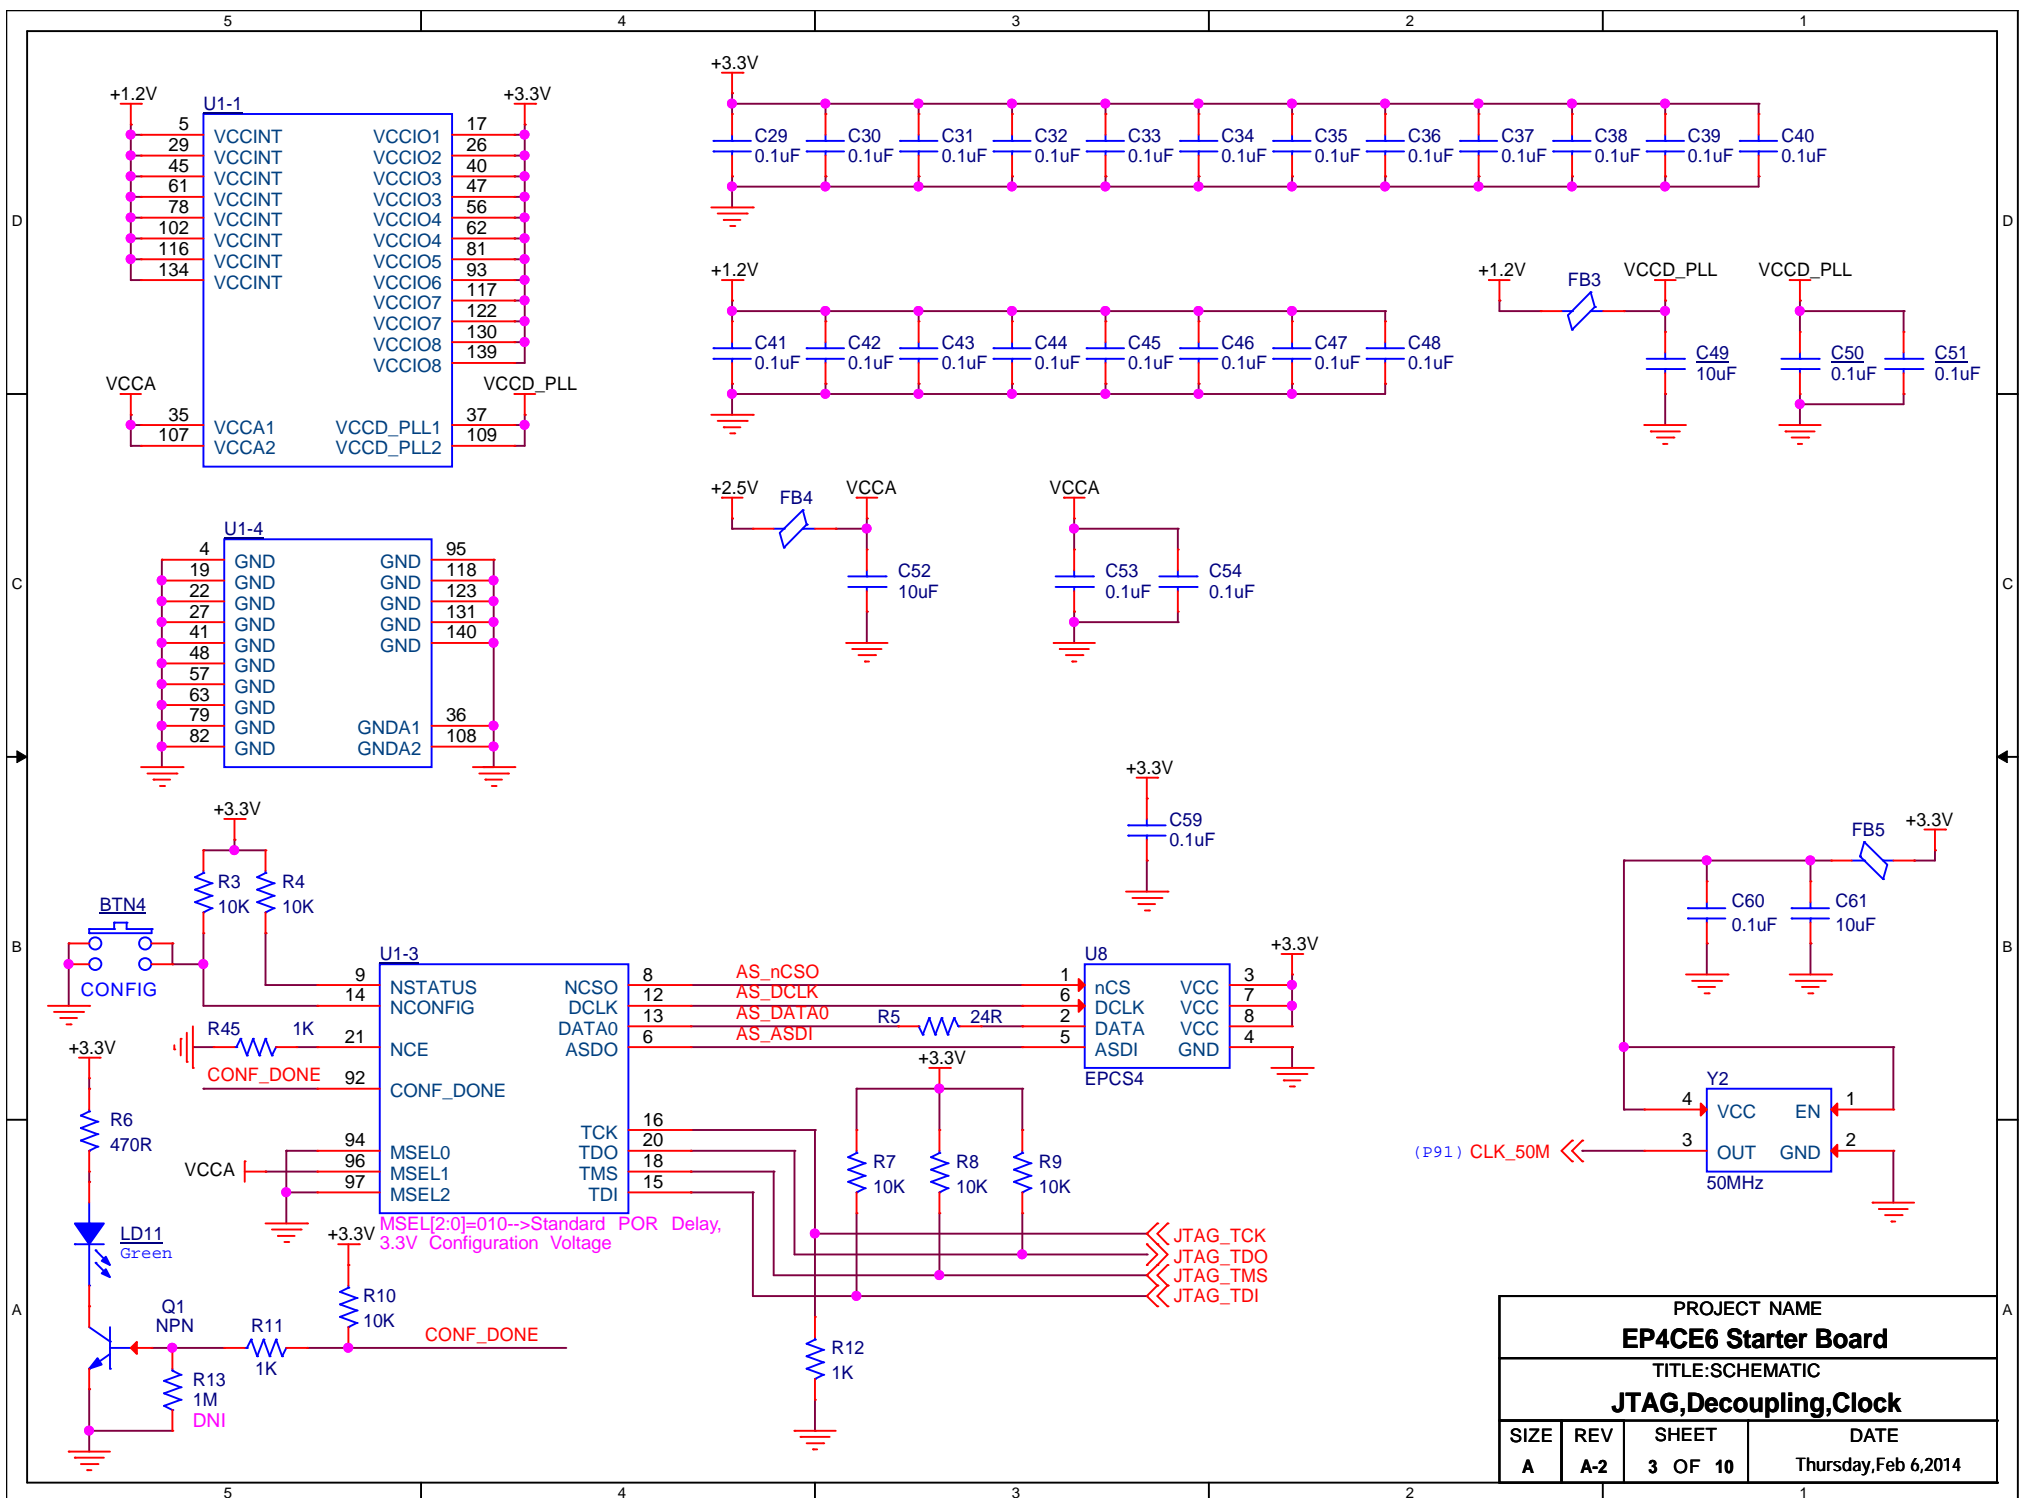 5 4 3 2 1
D D
C C
B B
A A
+1.2V
U1-1
+3.3V
5 VCCINT VCCIO1 17
29 VCCINT VCCIO2 26
45 VCCINT VCCIO3 40
61 VCCINT VCCIO3 47
78 VCCINT VCCIO4 56
102 VCCINT VCCIO4 62
116 VCCINT VCCIO5 81
134 VCCINT VCCIO6 93
VCCIO7 117
VCCIO7 122
VCCIO8 130
VCCIO8 139
VCCA
VCCD_PLL
35 VCCA1 VCCD_PLL1 37
107 VCCA2 VCCD_PLL2 109
+3.3V
C29 C30 C31 C32 C33 C34 C35 C36 C37 C38 C39 C40
0.1uF 0.1uF 0.1uF 0.1uF 0.1uF 0.1uF 0.1uF 0.1uF 0.1uF 0.1uF 0.1uF 0.1uF
+1.2V
C41 C42 C43 C44 C45 C46 C47 C48
0.1uF 0.1uF 0.1uF 0.1uF 0.1uF 0.1uF 0.1uF 0.1uF
+1.2V
FB3
VCCD_PLL
C49
10uF
VCCD_PLL
C50 C51
0.1uF 0.1uF
+2.5V
FB4
VCCA
C52
10uF
VCCA
C53 C54
0.1uF 0.1uF
U1-4
4 GND GND 95
19 GND GND 118
22 GND GND 123
27 GND GND 131
41 GND GND 140
48 GND
57 GND
63 GND
79 GND GNDA1 36
82 GND GNDA2 108
+3.3V
R3 R4
10K 10K
BTN4
CONFIG
U1-3
9 NSTATUS NCSO 8
14 NCONFIG DCLK 12
DATA0 13
21 NCE ASDO 6
92 CONF_DONE
TCK 16
94 MSEL0 TDO 20
96 MSEL1 TMS 18
97 MSEL2 TDI 15
R45 1K
CONF_DONE
VCCA
MSEL[2:0]=010-->Standard POR Delay,
3.3V Configuration Voltage
AS_nCSO
AS_DCLK
AS_DATA0
AS_ASDI
R5 24R
+3.3V
C59
0.1uF
U8
+3.3V
1 nCS VCC 3
6 DCLK VCC 7
2 DATA VCC 8
5 ASDI GND 4
EPCS4
+3.3V
R7 R8 R9
10K 10K 10K
JTAG_TCK
JTAG_TDO
JTAG_TMS
JTAG_TDI
R12
1K
+3.3V
R6
470R
LD11
Green
Q1
NPN
R13
1M
DNI
R11
1K
+3.3V
R10
10K
CONF_DONE
FB5
+3.3V
C60 C61
0.1uF 10uF
Y2
4 VCC EN 1
3 OUT GND 2
50MHz
(P91) CLK_50M
PROJECT NAME
EP4CE6 Starter Board
TITLE:SCHEMATIC
JTAG,Decoupling,Clock
SIZE REV SHEET DATE
A A-2 3 OF 10 Thursday,Feb 6,2014
5 4 3 2 1